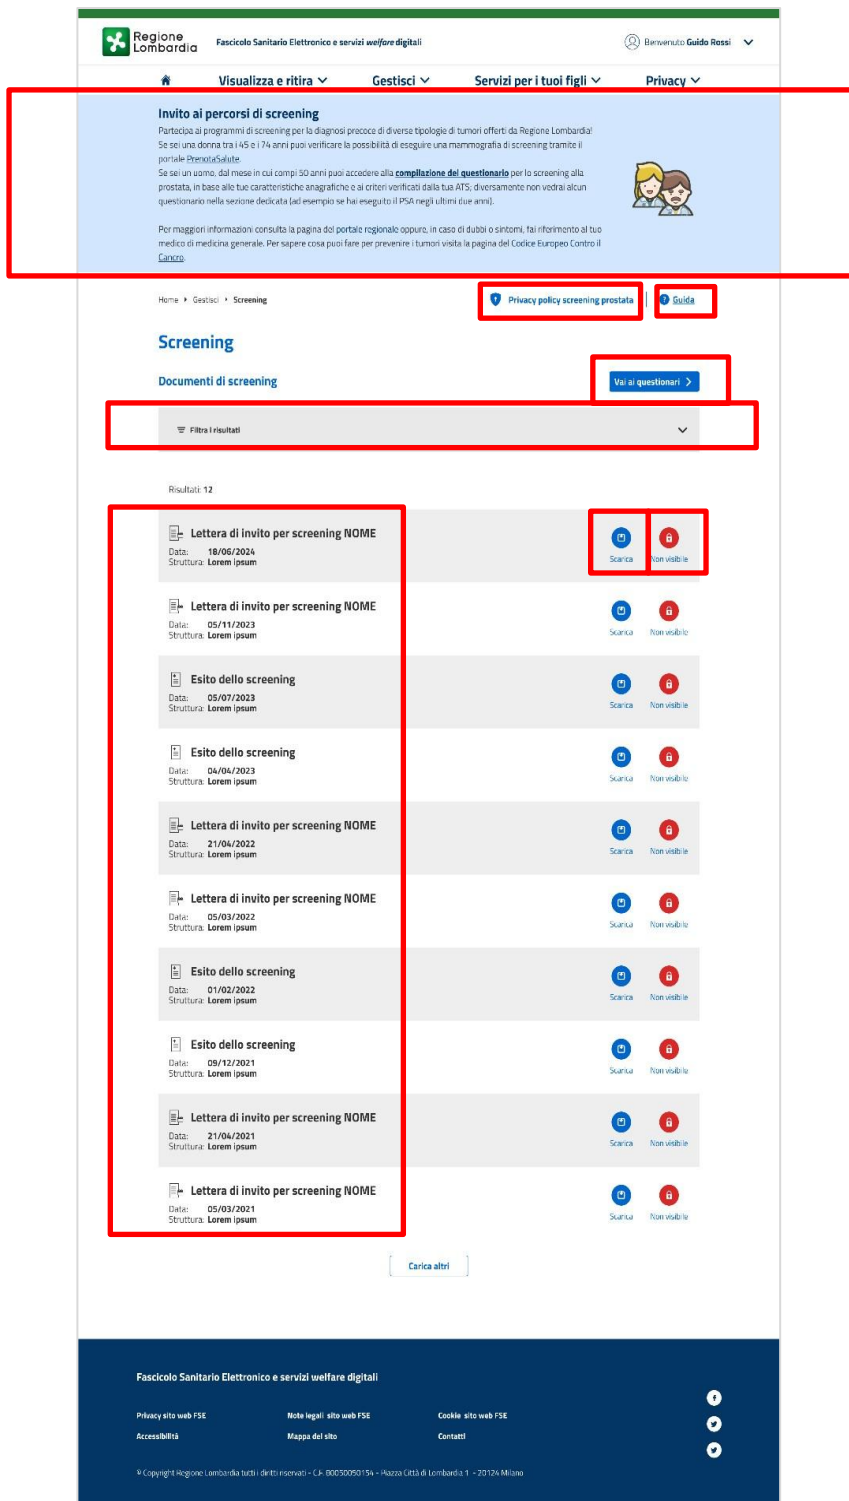 Regione
Lombardia
Fascicolo Sanitario Elettronico e servizi welfare digitali
Benvenuto Guido Rossi
Visualizza e ritira
Gestisci
Servizi per i tuoi figli
Privacy
Invito ai percorsi di screening
Partecipa ai programmi di screening per la diagnosi precoce di diverse tipologie di tumori offerti da Regione Lombardia!
Se sei una donna tra i 45 e i 74 anni puoi verificare la possibilità di eseguire una mammografia di screening tramite il
portale PrenotaSalute.
Se sei un uomo, dal mese in cui compi 50 anni puoi accedere alla compilazione del questionario per lo screening alla
prostata, in base alle tue caratteristiche anagrafiche e ai criteri verificati dalla tua ATS; diversamente non vedrai alcun
questionario nella sezione dedicata (ad esempio se hai eseguito il PSA negli ultimi due anni).
Per maggiori informazioni consulta la pagina del portale regionale oppure, in caso di dubbi o sintomi, fai riferimento al tuo
medico di medicina generale. Per sapere cosa puoi fare per prevenire i tumori visita la pagina del Codice Europeo Contro il
Cancro.
Home Gestisci Screening
Privacy policy screening prostata
Guida
Screening
Documenti di screening
Vai ai questionari
Filtra i risultati
Risultati: 12
Lettera di invito per screening NOME
Data: 18/06/2024
Struttura: Lorem ipsum
Scarica Non visibile
Lettera di invito per screening NOME
Data: 05/11/2023
Struttura: Lorem ipsum
Scarica Non visibile
Esito dello screening
Data: 05/07/2023
Struttura: Lorem ipsum
Scarica Non visibile
Esito dello screening
Data: 04/04/2023
Struttura: Lorem ipsum
Scarica Non visibile
Lettera di invito per screening NOME
Data: 21/04/2022
Struttura: Lorem ipsum
Scarica Non visibile
Lettera di invito per screening NOME
Data: 05/03/2022
Struttura: Lorem ipsum
Scarica Non visibile
Esito dello screening
Data: 01/02/2022
Struttura: Lorem ipsum
Scarica Non visibile
Esito dello screening
Data: 09/12/2021
Struttura: Lorem ipsum
Scarica Non visibile
Lettera di invito per screening NOME
Data: 21/04/2021
Struttura: Lorem ipsum
Scarica Non visibile
Lettera di invito per screening NOME
Data: 05/03/2021
Struttura: Lorem ipsum
Scarica Non visibile
Carica altri
Fascicolo Sanitario Elettronico e servizi welfare digitali
Privacy sito web FSE
Note legali sito web FSE
Cookie sito web FSE
Accessibilità
Mappa del sito
Contatti
© Copyright Regione Lombardia tutti i diritti riservati - C.F. 80050050154 - Piazza Città di Lombardia 1 - 20124 Milano